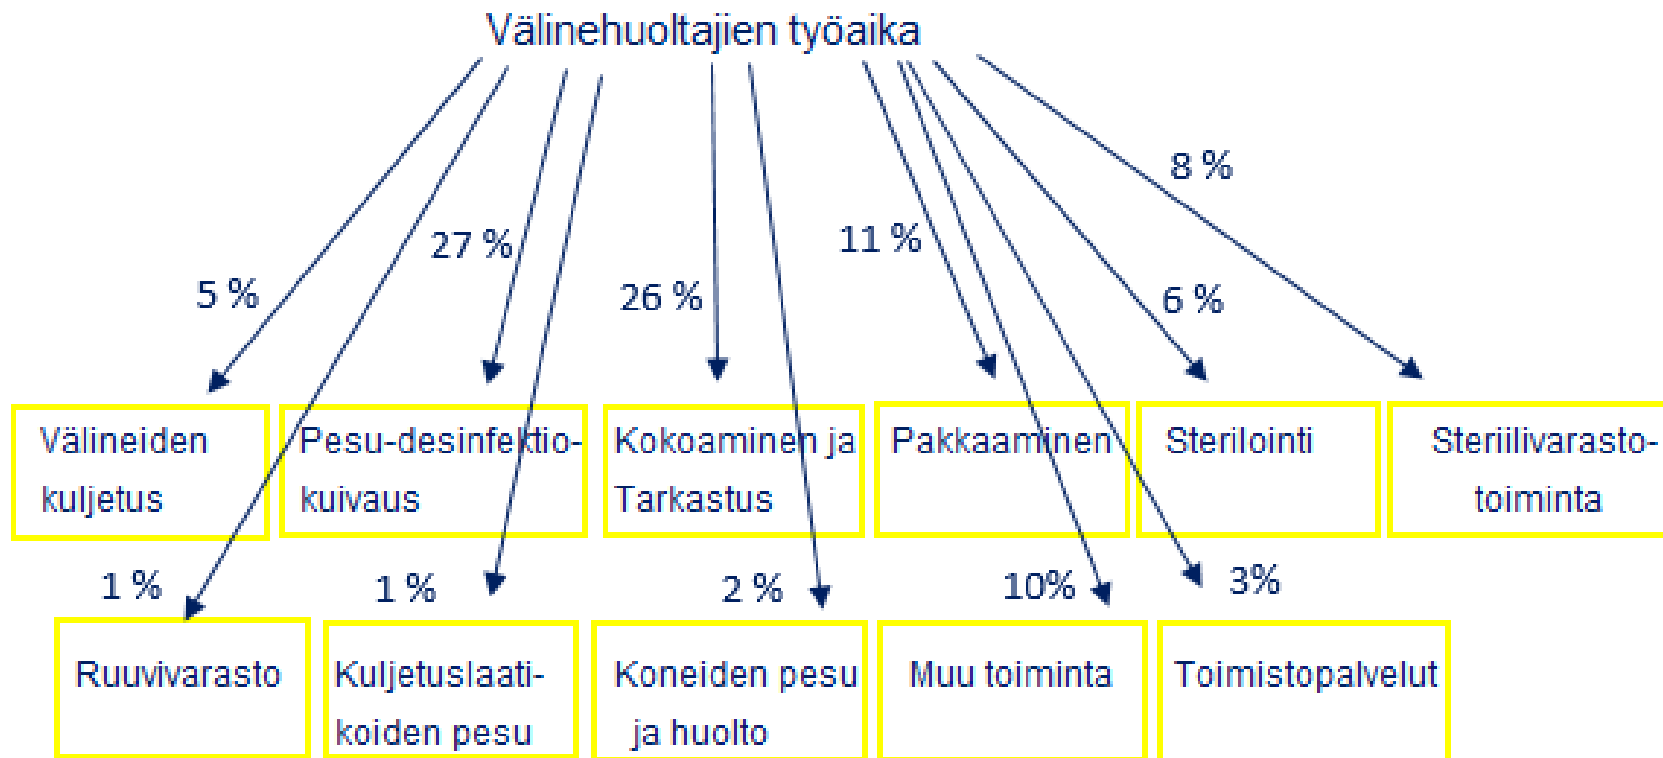 Välinehuoltajien työaika
8 %
27 %
11 %
5 %
26 %
6 %
Välineiden
kuljetus
Pesu-desinfektio-
kuivaus
Kokoaminen ja
Tarkastus
Pakkaaminen
Sterilointi
Steriilivarasto-
toiminta
1 %
1 %
2 %
10%
3%
Ruuvivarasto
Kuljetuslaati-
koiden pesu
Koneiden pesu
ja huolto
Muu toiminta
Toimistopalvelut